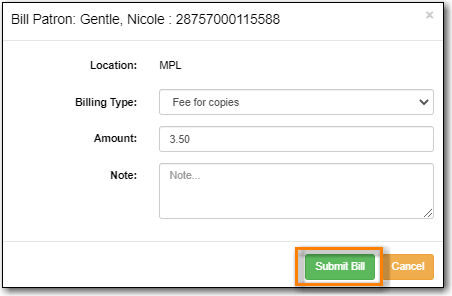 Bill Patron: Gentle, Nicole : 28757000115588 ×
Location: MPL
Billing Type: Fee for copies
Amount: 3.50
Note: Note...
Submit Bill Cancel